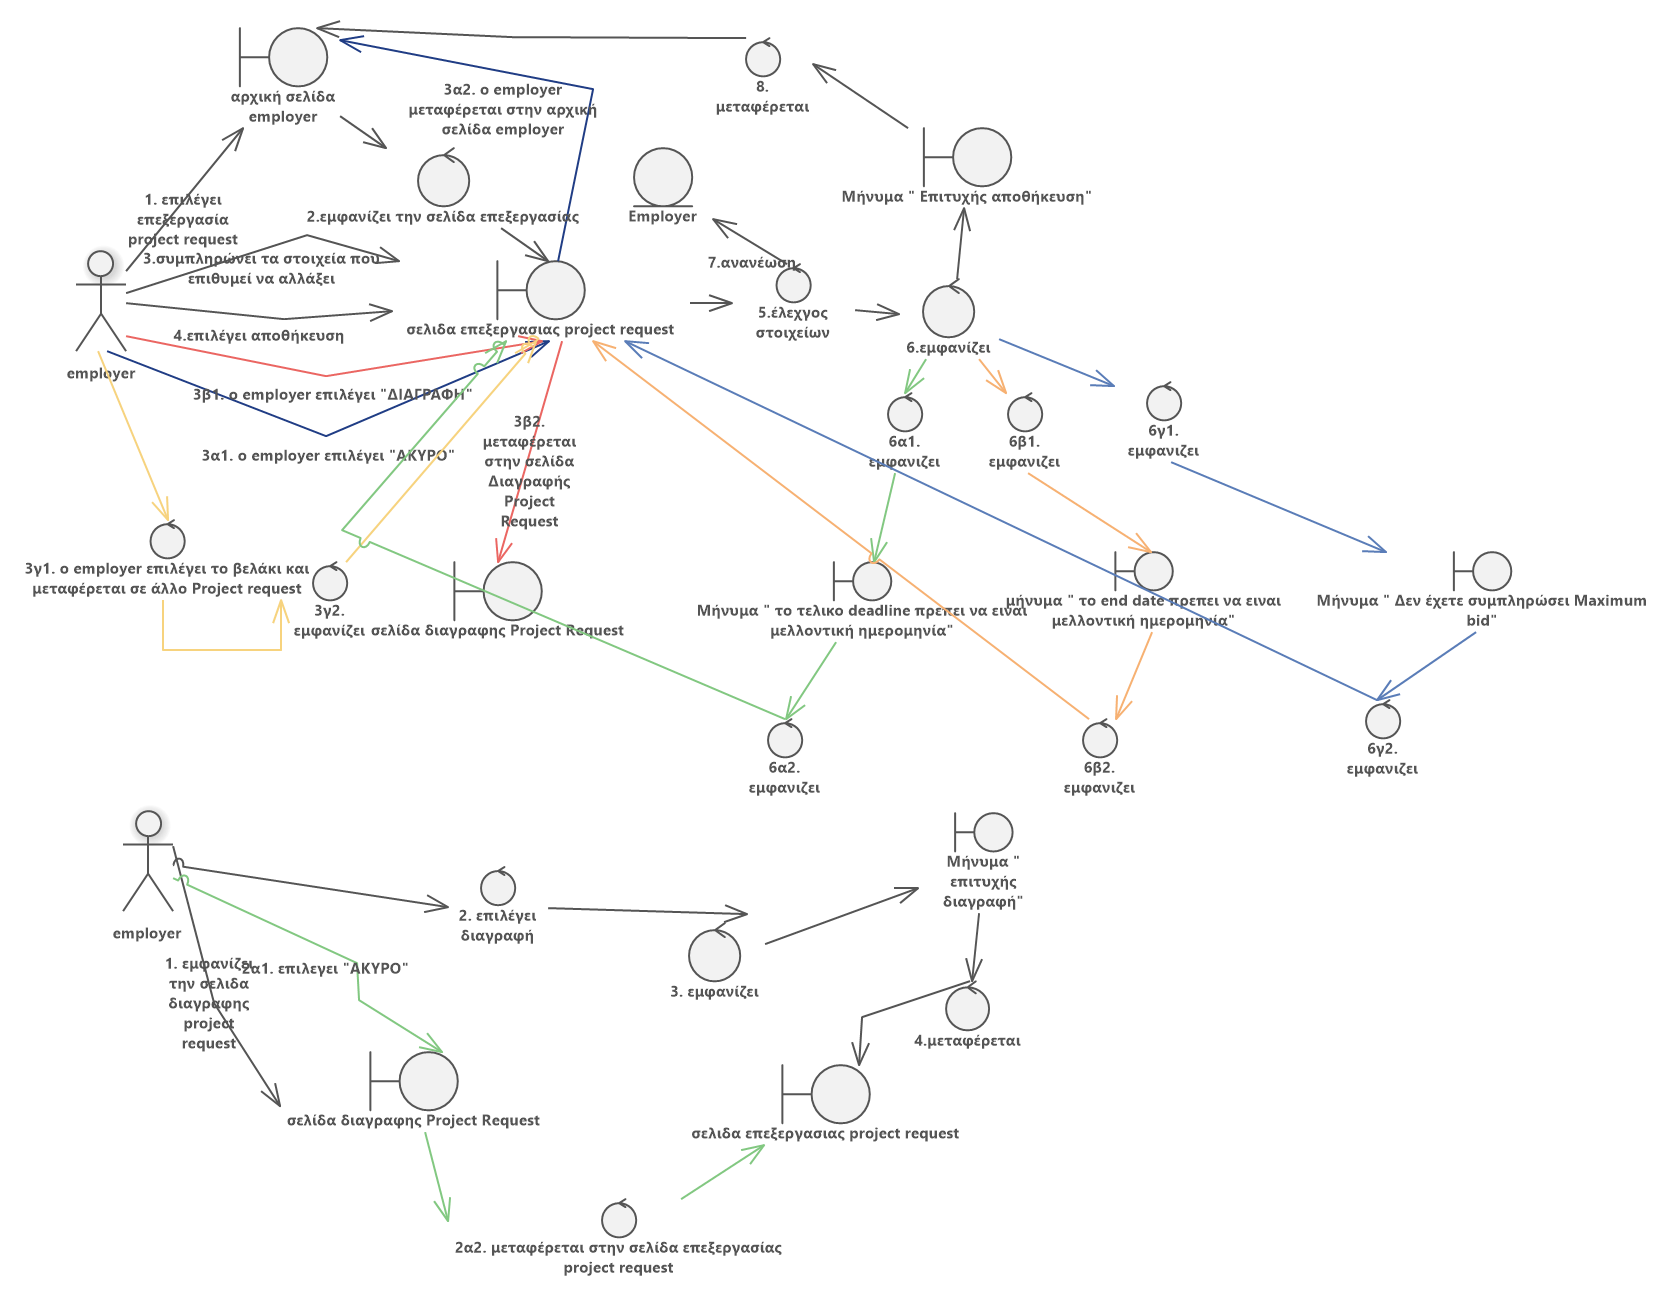 αρχική σελίδα
employer
3α2. ο employer
μεταφέρεται στην αρχική
σελίδα employer
8.
μεταφέρεται
Μήνυμα " Επιτυχής αποθήκευση"
1. επιλέγει
επεξεργασία
project request
2.εμφανίζει την σελίδα επεξεργασίας
Employer
3.συμπληρώνει τα στοιχεία που
επιθυμεί να αλλάξει
7.ανανέωση
5.έλεγχος
στοιχείων
σελιδα επεξεργασιας project request
4.επιλέγει αποθήκευση
6.εμφανίζει
employer
3β1. ο employer επιλέγει "ΔΙΑΓΡΑΦΗ"
3α1. ο employer επιλέγει "ΑΚΥΡΟ"
3β2.
μεταφέρεται
στην σελίδα
Διαγραφής
Project
Request
6α1.
εμφανιζει
6β1.
εμφανιζει
6γ1.
εμφανιζει
3γ1. ο employer επιλέγει το βελάκι και
μεταφέρεται σε άλλο Project request
3γ2.
εμφανίζει
σελίδα διαγραφης Project Request
Μήνυμα " το τελικο deadline πρεπει να ειναι
μελλοντική ημερομηνία"
μήνυμα " το end date πρεπει να ειναι
μελλοντική ημερομηνία"
Μήνυμα " Δεν έχετε συμπληρώσει Maximum
bid"
6α2.
εμφανιζει
6β2.
εμφανιζει
6γ2.
εμφανιζει
employer
2. επιλέγει
διαγραφή
Μήνυμα "
επιτυχής
διαγραφή"
1. εμφανίζει
την σελιδα
διαγραφης
project
request
2α1. επιλεγει "ΑΚΥΡΟ"
3. εμφανίζει
4.μεταφέρεται
σελίδα διαγραφης Project Request
σελιδα επεξεργασιας project request
2α2. μεταφέρεται στην σελίδα επεξεργασίας
project request